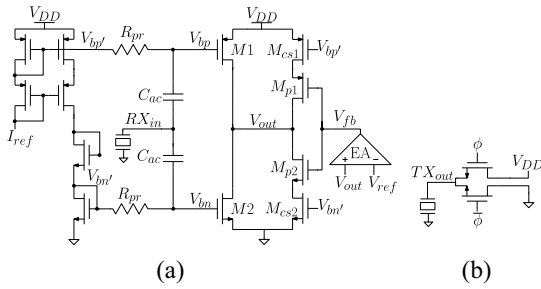 V_DD
V_DD
V_bp'
R_pr
V_bp
M1
M_cs1
V_bp'
C_ac
M_p1
RX_in
V_out
V_fb
I_ref
C_ac
M_p2
EA
+ −
V_out
V_ref
V_bn'
R_pr
V_bn
M2
M_cs2
V_bn'
ϕ
V_DD
TX_out
ϕ
(a)
(b)